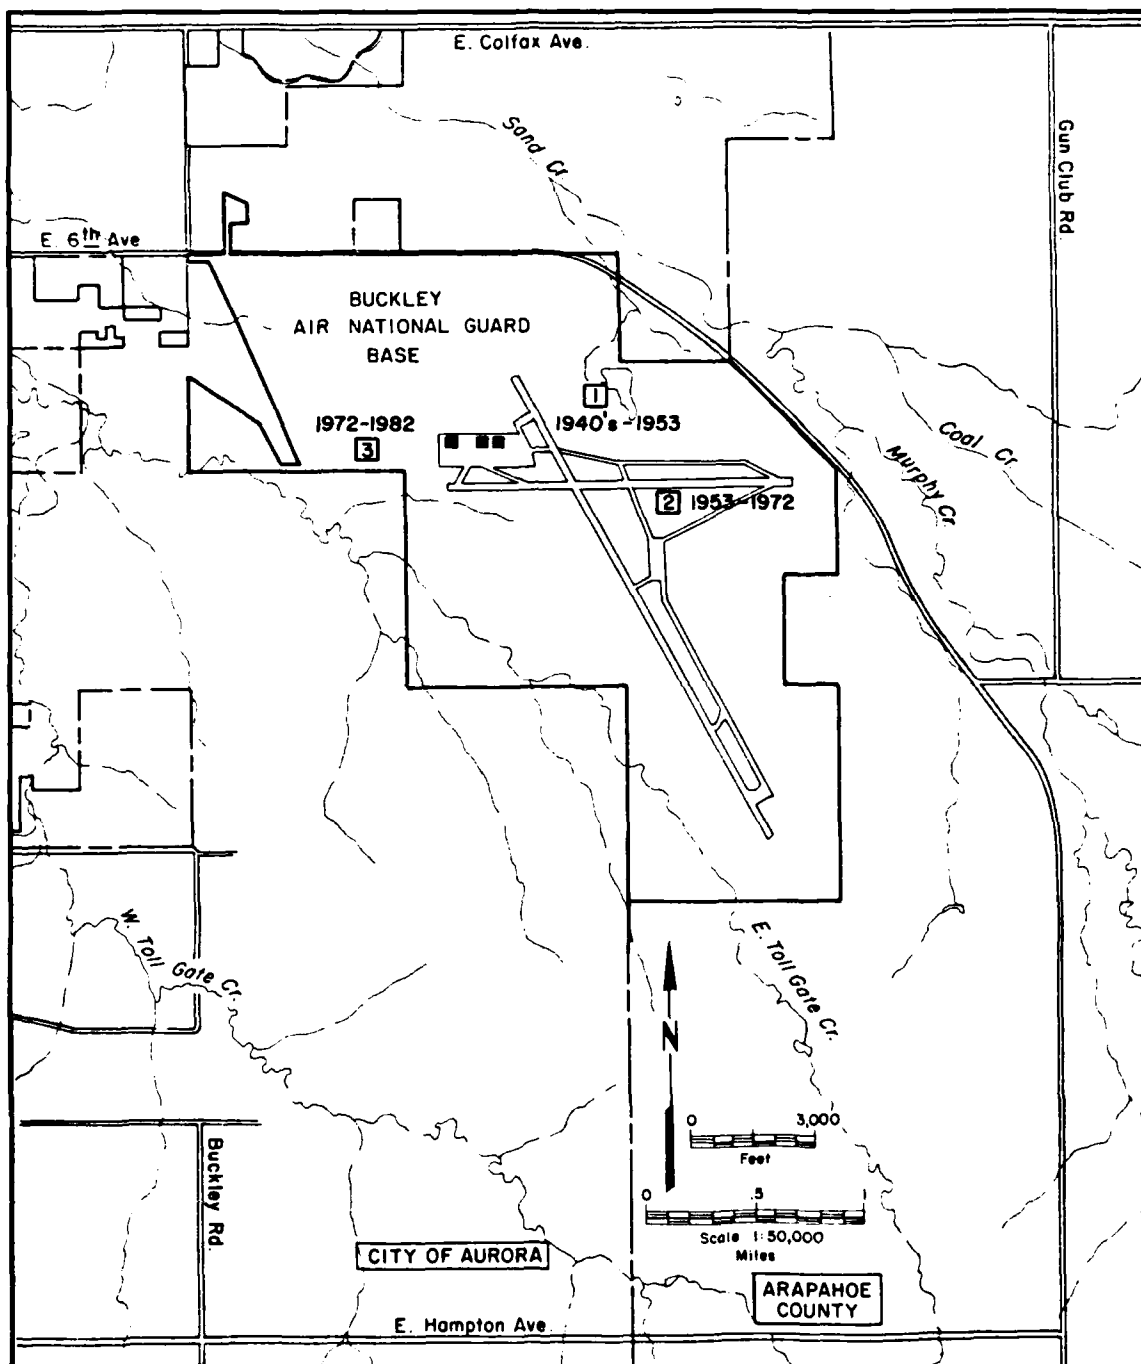 E. Colfax Ave.
Sand Cr.
Gun Club Rd.
E. 6th Ave
BUCKLEY
AIR NATIONAL GUARD
BASE
1972-1982
3
1
1940's-1953
2 1953-1972
Coal Cr.
Murphy Cr.
W. Toll Gate Cr.
E. Toll Gate Cr.
N
0 3,000
Feet
0 .5 1
Scale 1:50,000
Miles
Buckley Rd.
CITY OF AURORA
ARAPAHOE
COUNTY
E. Hampton Ave.